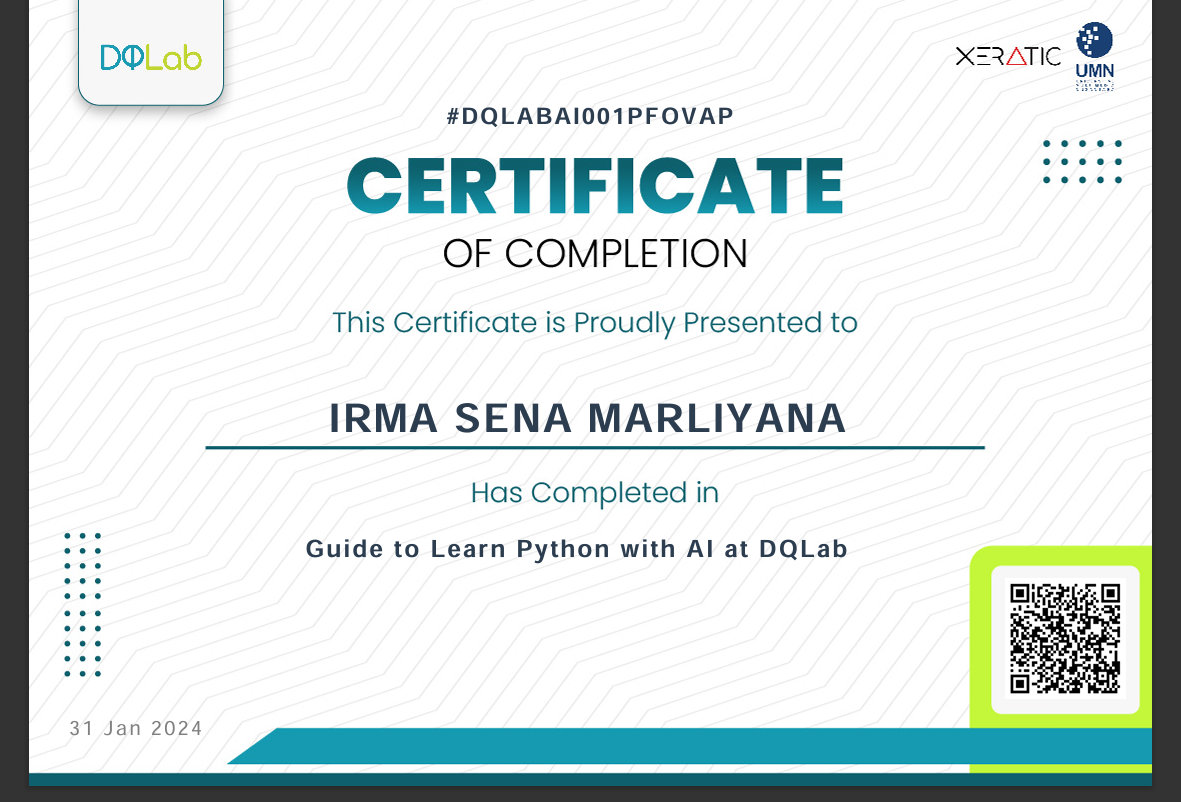 DQLab
XERATIC
UMN
#DQLABAI001PFOVAP
CERTIFICATE
OF COMPLETION
This Certificate is Proudly Presented to
IRMA SENA MARLIYANA
Has Completed in
Guide to Learn Python with AI at DQLab
31 Jan 2024